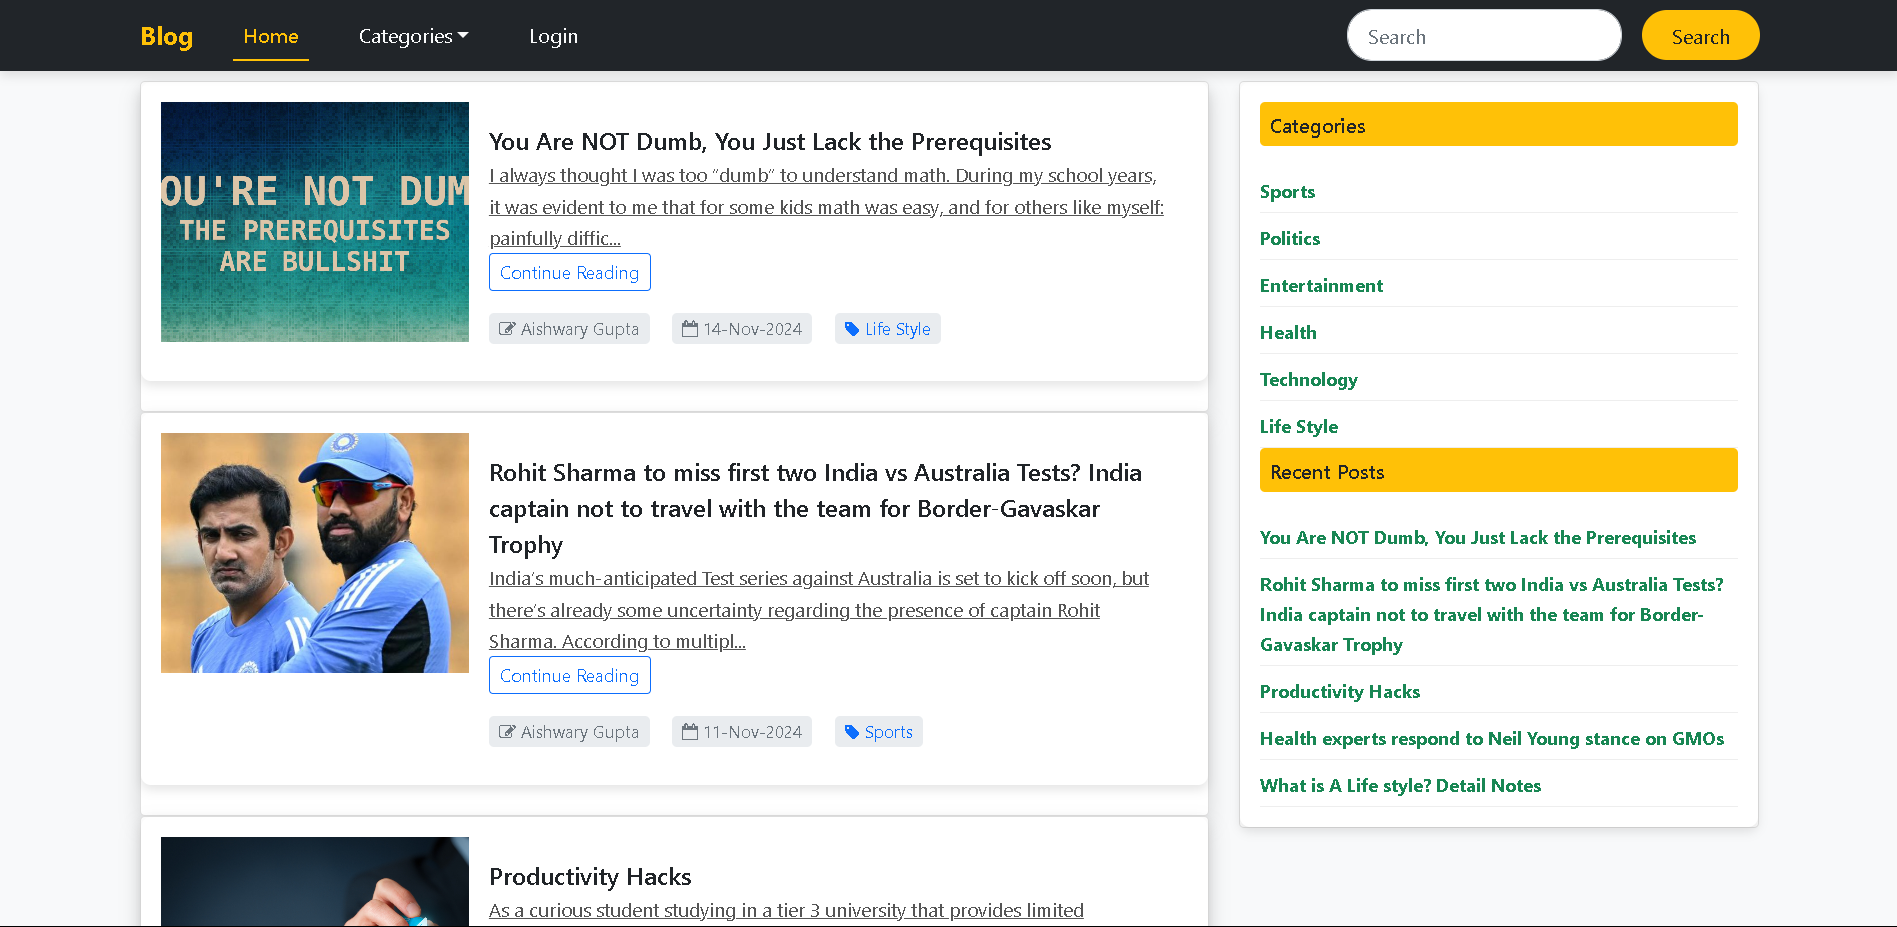 Blog
Home
Categories
Login
Search
Search
OU'RE NOT DUM
THE PREREQUISITES
ARE BULLSHIT
You Are NOT Dumb, You Just Lack the Prerequisites
I always thought I was too “dumb” to understand math. During my school years,
it was evident to me that for some kids math was easy, and for others like myself:
painfully diffic...
Continue Reading
Aishwary Gupta
14-Nov-2024
Life Style
Rohit Sharma to miss first two India vs Australia Tests? India
captain not to travel with the team for Border-Gavaskar
Trophy
India’s much-anticipated Test series against Australia is set to kick off soon, but
there’s already some uncertainty regarding the presence of captain Rohit
Sharma. According to multipl...
Continue Reading
Aishwary Gupta
11-Nov-2024
Sports
Productivity Hacks
As a curious student studying in a tier 3 university that provides limited
Categories
Sports
Politics
Entertainment
Health
Technology
Life Style
Recent Posts
You Are NOT Dumb, You Just Lack the Prerequisites
Rohit Sharma to miss first two India vs Australia Tests?
India captain not to travel with the team for Border-
Gavaskar Trophy
Productivity Hacks
Health experts respond to Neil Young stance on GMOs
What is A Life style? Detail Notes